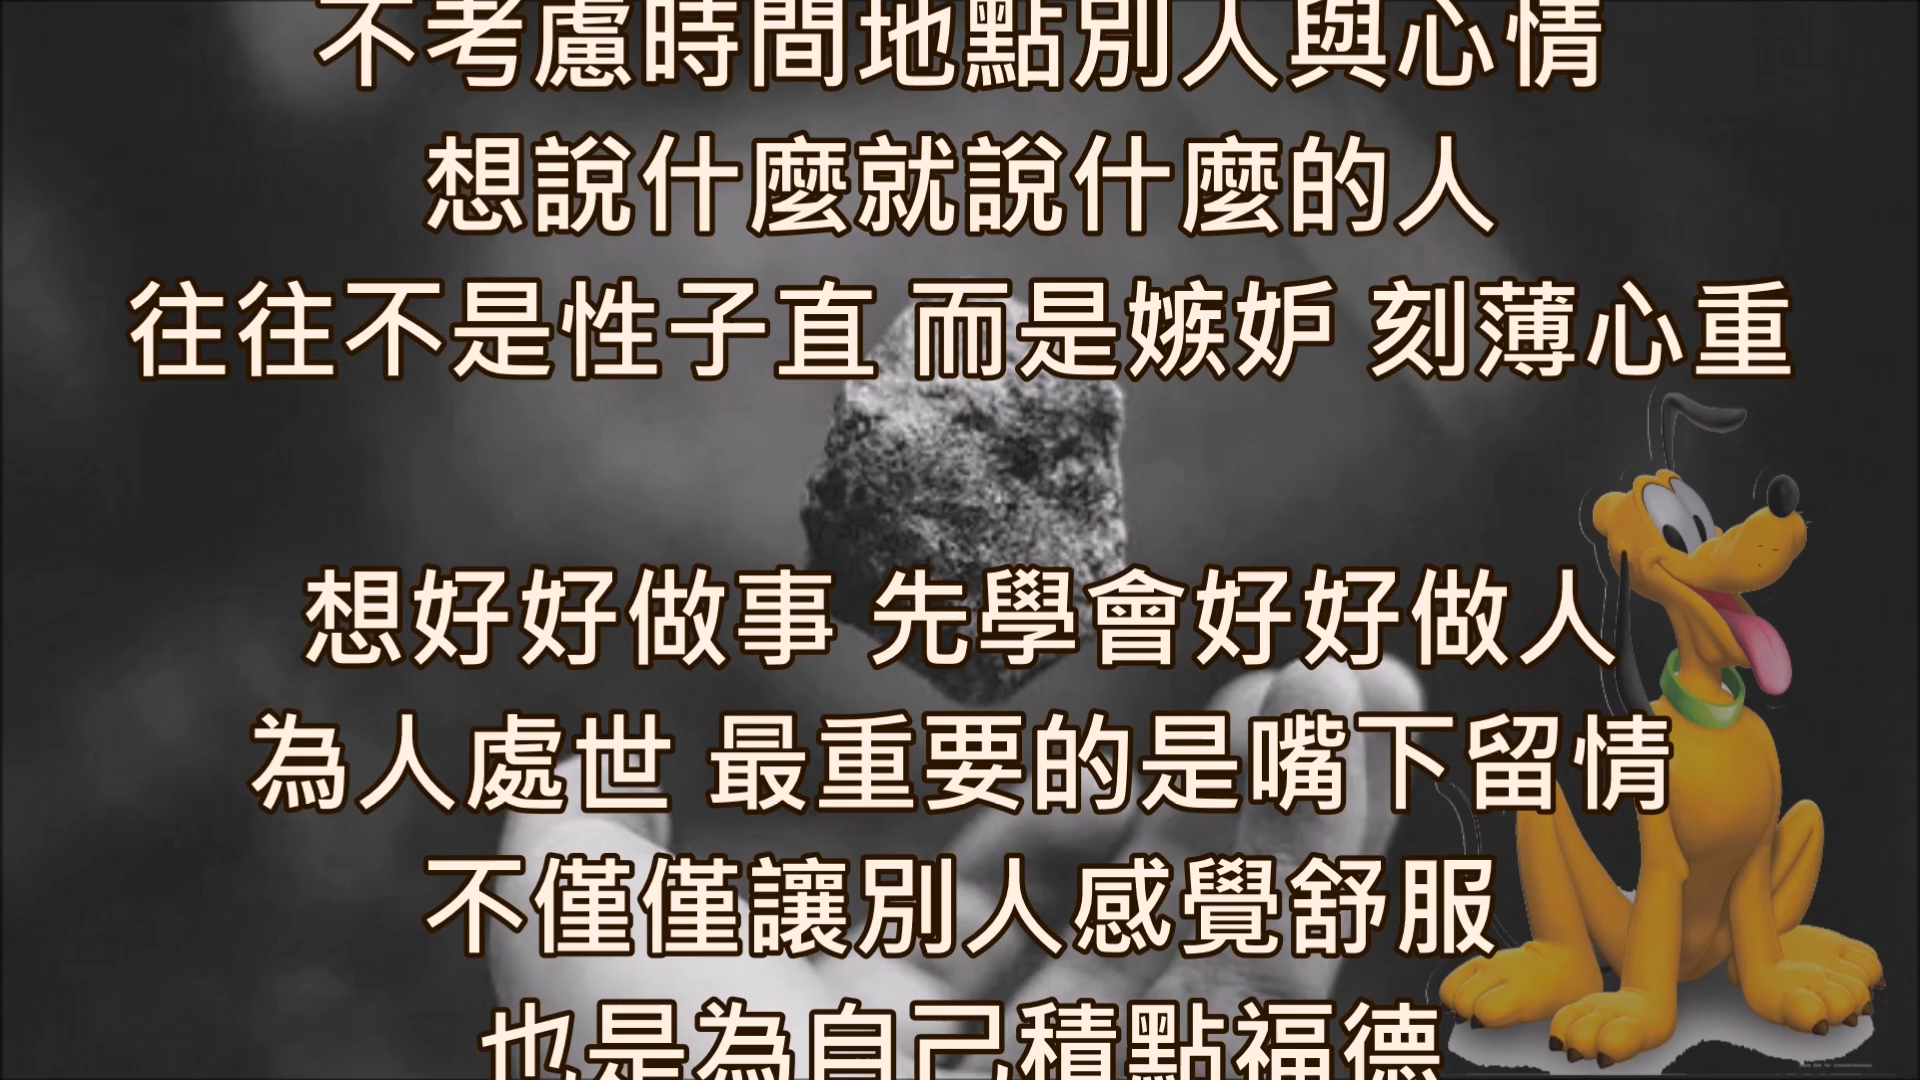 不考慮時間地點別人與心情
想說什麼就說什麼的人
往往不是性子直 而是嫉妒 刻薄心重
想好好做事 先學會好好做人
為人處世 最重要的是嘴下留情
不僅僅讓別人感覺舒服
也是為自己積點福德